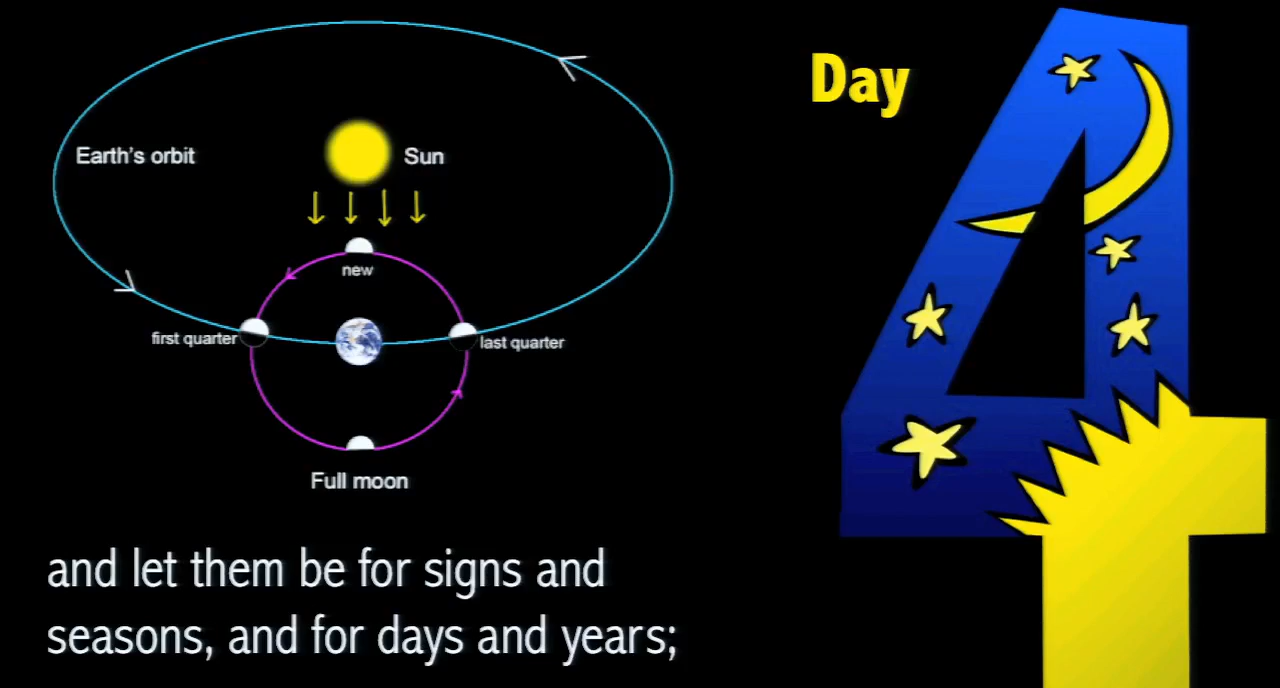 Day
4
Earth's orbit
Sun
new
first quarter
last quarter
Full moon
and let them be for signs and
seasons, and for days and years;